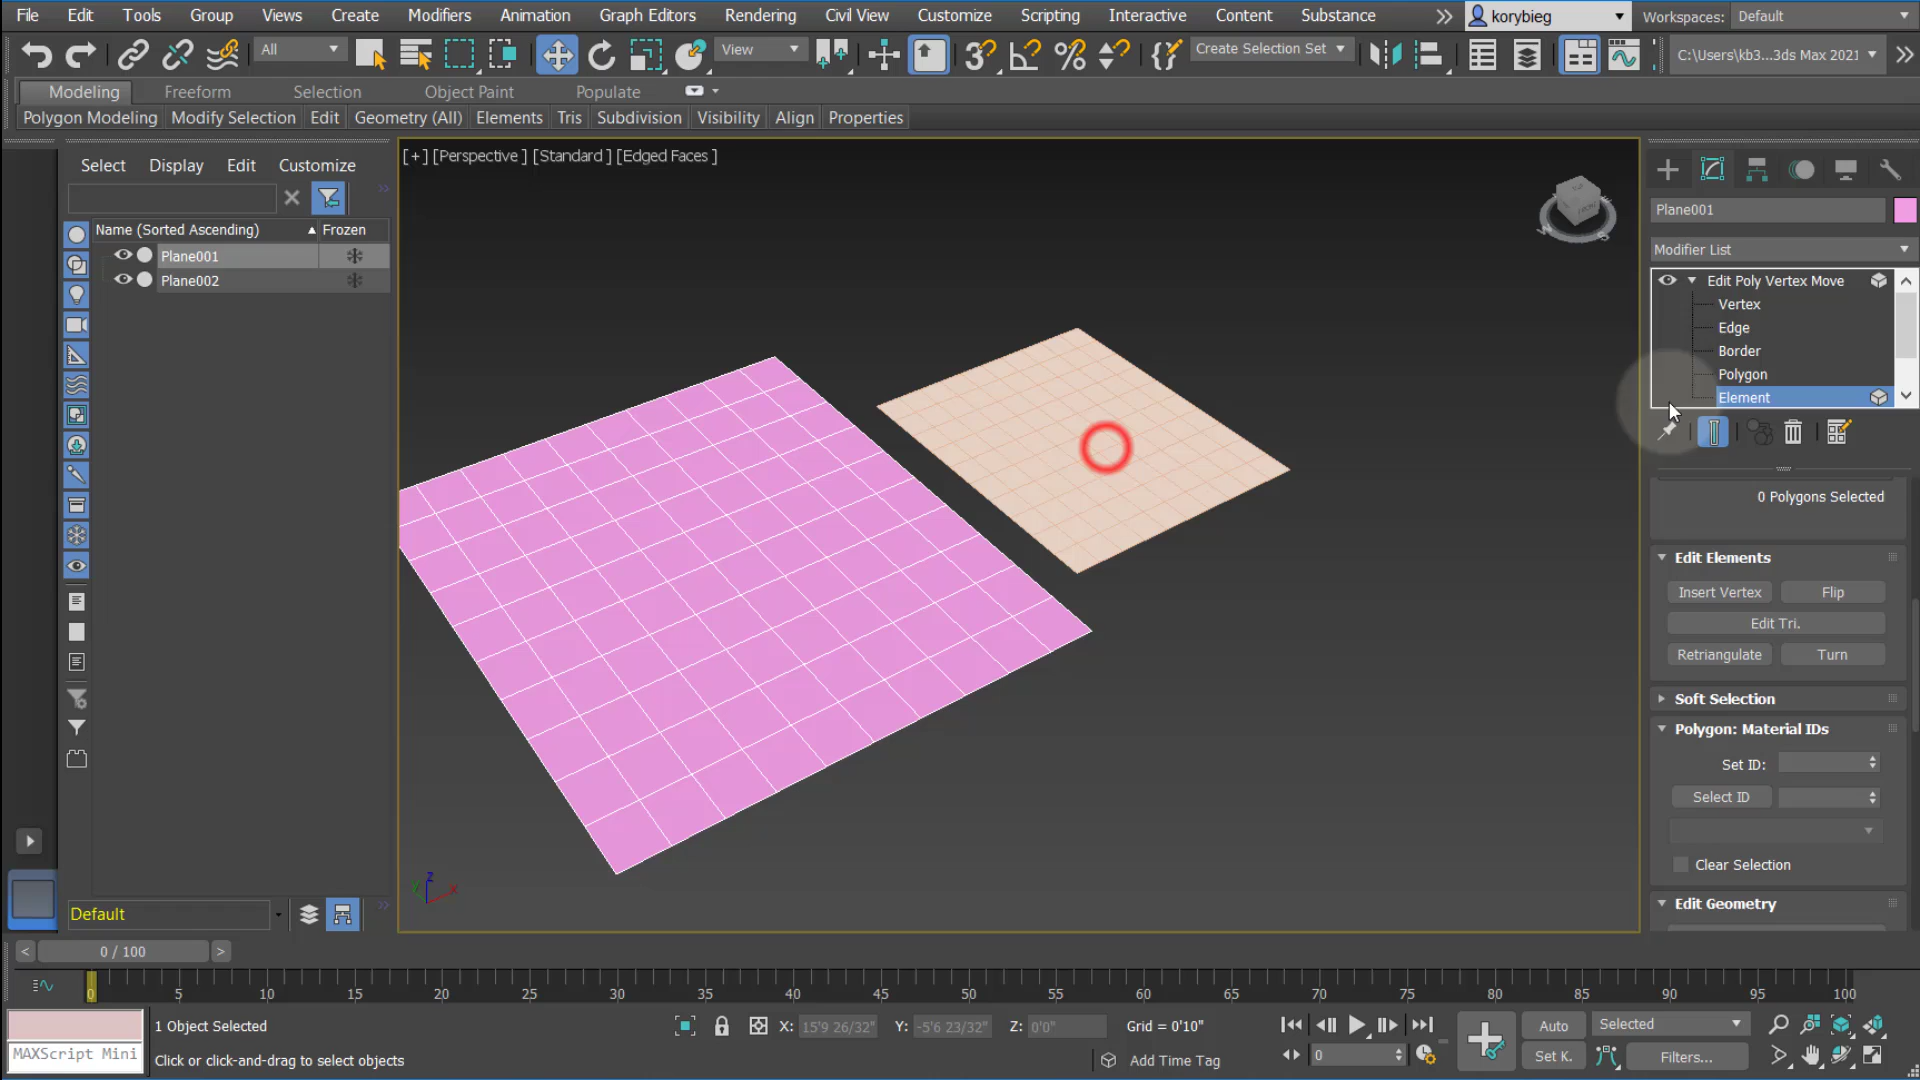 File Edit Tools Group Views Create Modifiers Animation Graph Editors Rendering Civil View Customize Scripting Interactive Content Substance korybieg Workspaces: Default
All View Create Selection Set C:\Users\kb3...3ds Max 2021
Modeling Freeform Selection Object Paint Populate
Polygon Modeling Modify Selection Edit Geometry (All) Elements Tris Subdivision Visibility Align Properties
Select Display Edit Customize
[+] [Perspective] [Standard] [Edged Faces]
Name (Sorted Ascending) Frozen
Plane001
Plane002
Plane001
Modifier List
Edit Poly Vertex Move
Vertex
Edge
Border
Polygon
Element
0 Polygons Selected
Edit Elements
Insert Vertex Flip
Edit Tri.
Retriangulate Turn
Soft Selection
Polygon: Material IDs
Set ID:
Select ID
Clear Selection
Edit Geometry
z
x
Default
< 0 / 100 >
0 5 10 15 20 25 30 35 40 45 50 55 60 65 70 75 80 85 90 95 100
1 Object Selected X: 15'9 26/32" Y: -5'6 23/32" Z: 0'0" Grid = 0'10" Auto Selected
MAXScript Mini Click or click-and-drag to select objects Add Time Tag 0 Set K. Filters...